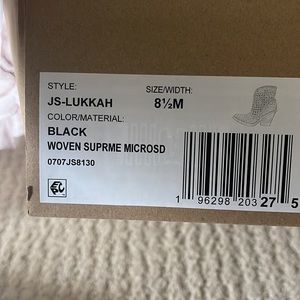 STYLE: SIZE/WIDTH:
JS-LUKKAH 8½M
COLOR/MATERIAL:
BLACK
WOVEN SUPRME MICROSD
0707JS8130
1 96298 20327 5